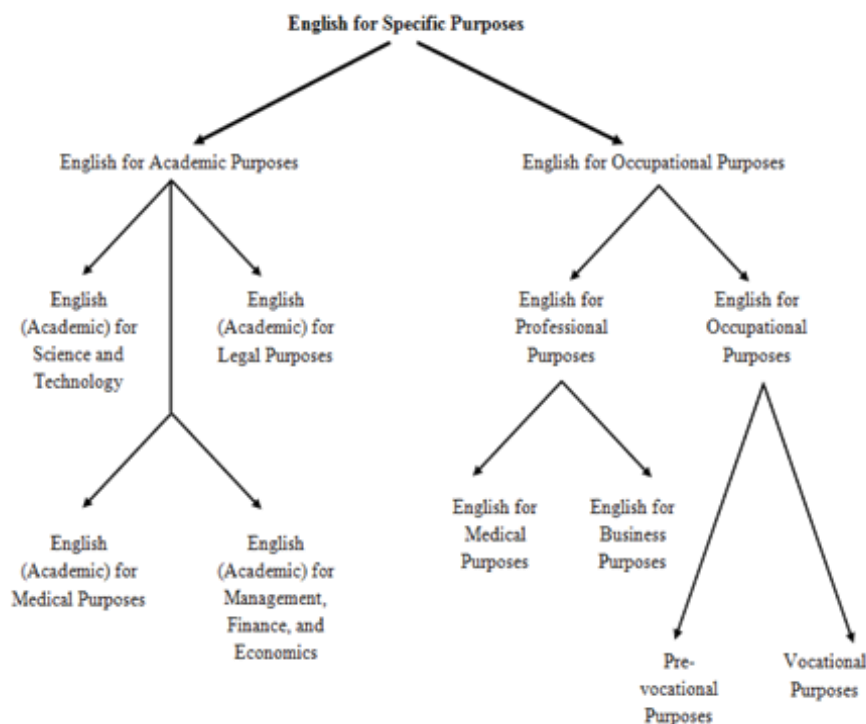 English for Specific Purposes
English for Academic Purposes
English for Occupational Purposes
English
(Academic) for
Science and
Technology
English
(Academic) for
Legal Purposes
English for
Professional
Purposes
English for
Occupational
Purposes
English
(Academic) for
Medical Purposes
English
(Academic) for
Management,
Finance, and
Economics
English for
Medical
Purposes
English for
Business
Purposes
Pre-
vocational
Purposes
Vocational
Purposes